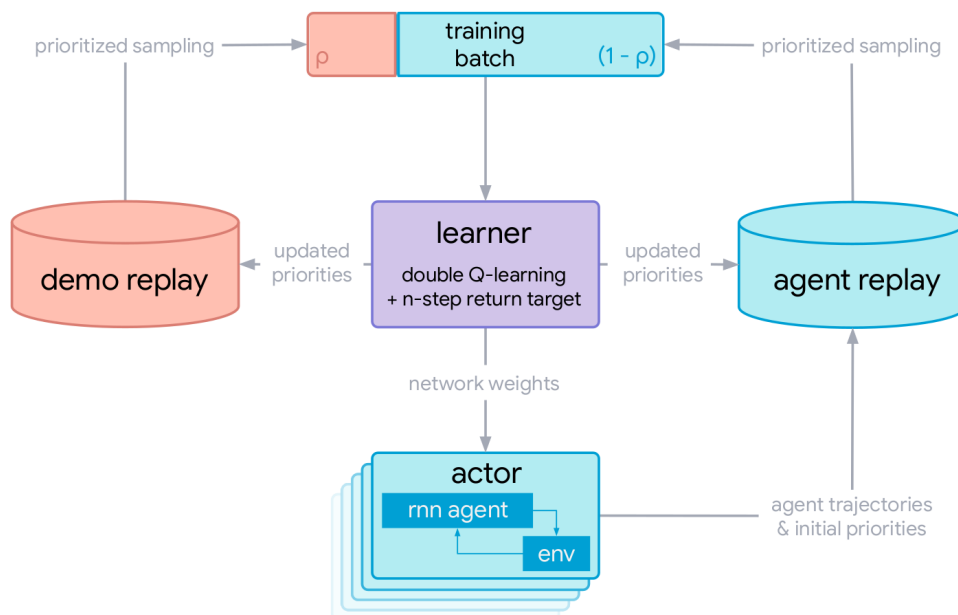 prioritized sampling
training
batch
ρ
(1 - ρ)
prioritized sampling
demo replay
updated
priorities
learner
double Q-learning
+ n-step return target
updated
priorities
agent replay
network weights
actor
rnn agent
env
agent trajectories
& initial priorities